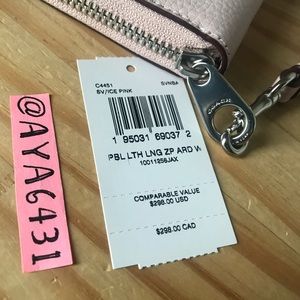 @AYA6431
C4451
SVNBA
SV/ICE PINK
1 95031 69037 2
PBL LTH LNG ZP ARD W
10011256JAX
COMPARABLE VALUE
$298.00 USD
$298.00 CAD
COACH